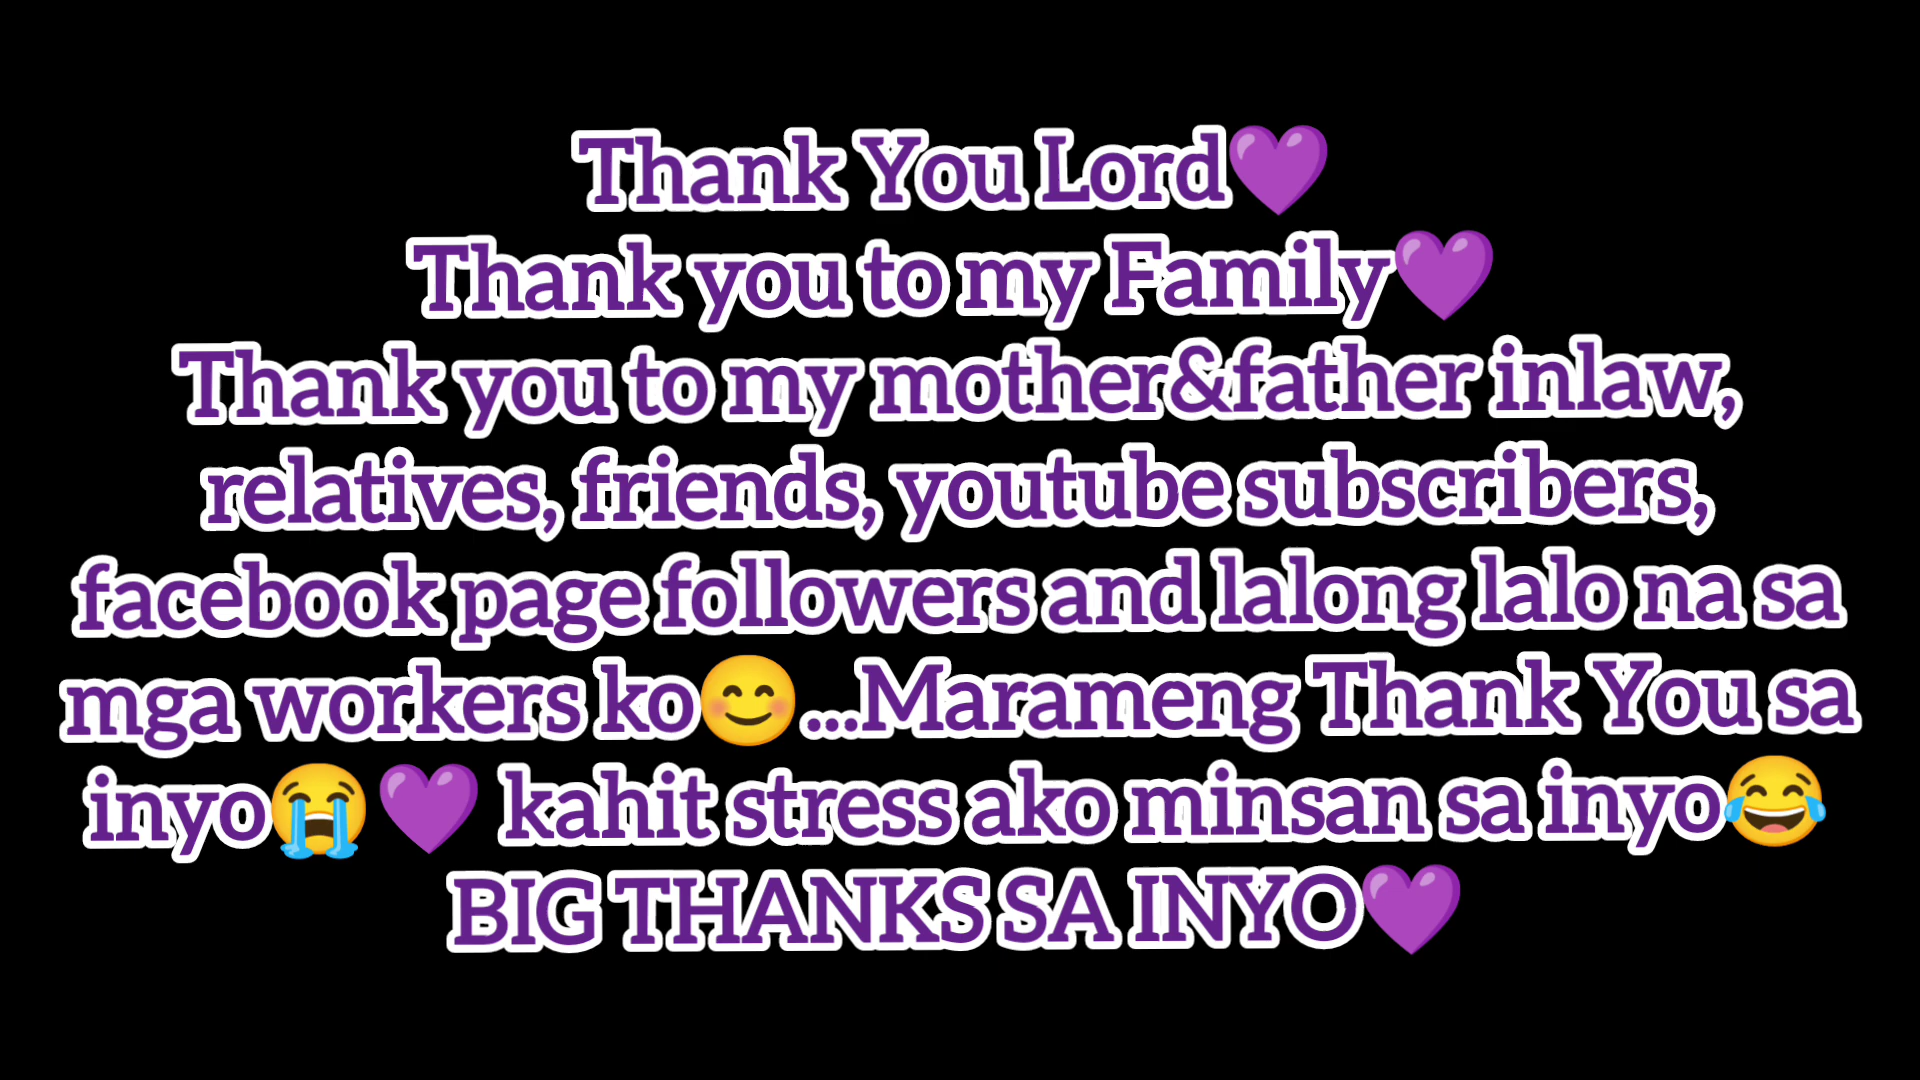 Thank You Lord💜
Thank you to my Family💜
Thank you to my mother&father inlaw,
relatives, friends, youtube subscribers,
facebook page followers and lalong lalo na sa
mga workers ko😊...Marameng Thank You sa
inyo😭💜 kahit stress ako minsan sa inyo😂
BIG THANKS SA INYO💜